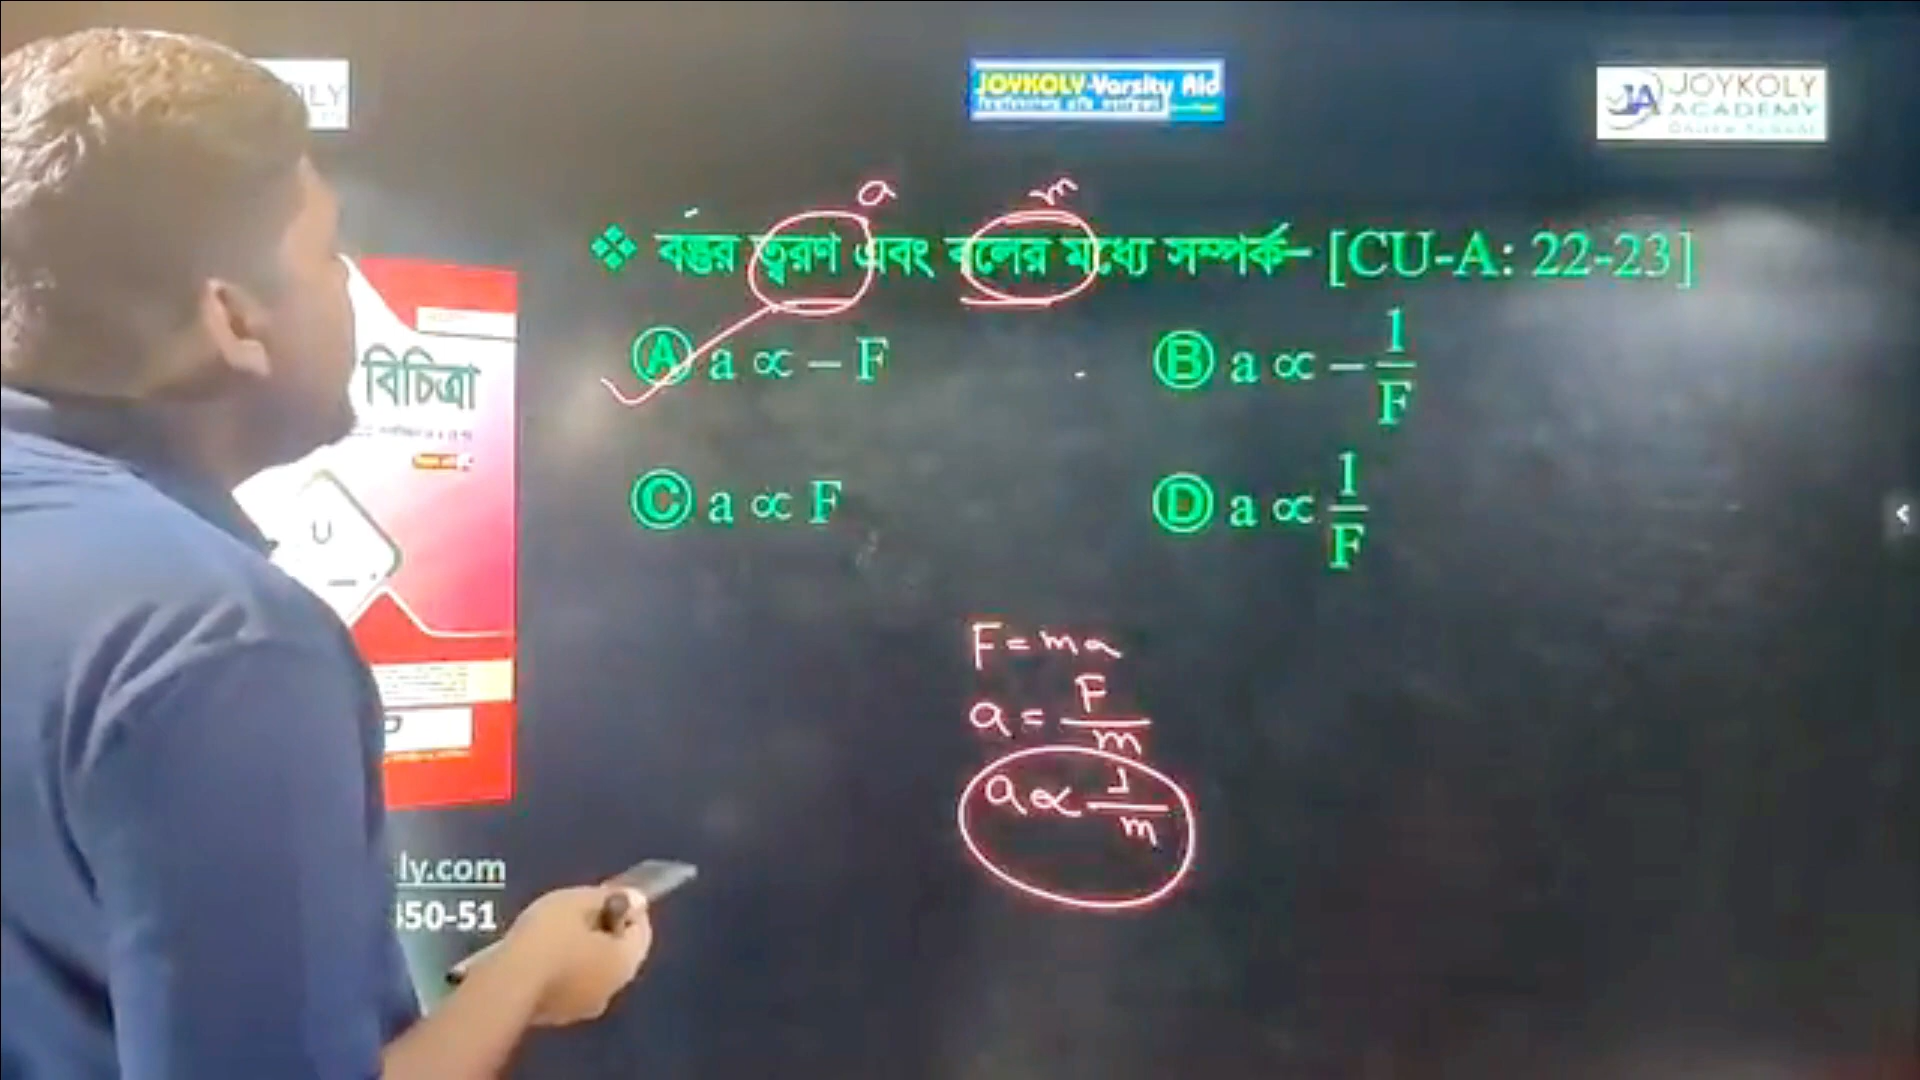 JOYKOLY-Varsity Aid
JOYKOLY
ACADEMY
a
m
❖ বস্তুর ত্বরণ এবং বলের মধ্যে সম্পর্ক– [CU-A: 22-23]
Ⓐ a ∝ – F
Ⓑ a ∝ – 1/F
Ⓒ a ∝ F
Ⓓ a ∝ 1/F
বিচিত্রা
U
F = ma
a = F/m
a ∝ 1/m
ly.com
50-51